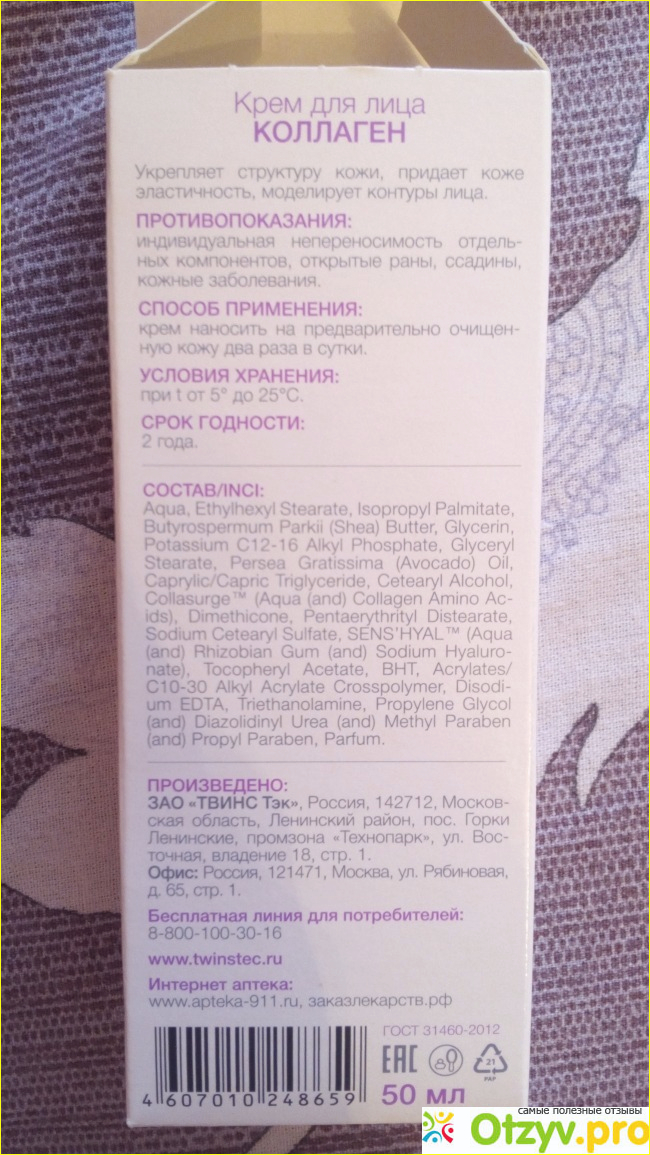 Крем для лица
КОЛЛАГЕН
Укрепляет структуру кожи, придает коже
эластичность, моделирует контуры лица.
ПРОТИВОПОКАЗАНИЯ:
индивидуальная непереносимость отдель-
ных компонентов, открытые раны, ссадины,
кожные заболевания.
СПОСОБ ПРИМЕНЕНИЯ:
крем наносить на предварительно очищен-
ную кожу два раза в сутки.
УСЛОВИЯ ХРАНЕНИЯ:
при t от 5° до 25°С.
СРОК ГОДНОСТИ:
2 года.
СОСТАВ/INCI:
Aqua, Ethylhexyl Stearate, Isopropyl Palmitate,
Butyrospermum Parkii (Shea) Butter, Glycerin,
Potassium C12-16 Alkyl Phosphate, Glyceryl
Stearate, Persea Gratissima (Avocado) Oil,
Caprylic/Capric Triglyceride, Cetearyl Alcohol,
Collasurge™ (Aqua (and) Collagen Amino Ac-
ids), Dimethicone, Pentaerythrityl Distearate,
Sodium Cetearyl Sulfate, SENS'HYAL™ (Aqua
(and) Rhizobian Gum (and) Sodium Hyaluro-
nate), Tocopheryl Acetate, BHT, Acrylates/
C10-30 Alkyl Acrylate Crosspolymer, Disodi-
um EDTA, Triethanolamine, Propylene Glycol
(and) Diazolidinyl Urea (and) Methyl Paraben
(and) Propyl Paraben, Parfum.
ПРОИЗВЕДЕНО:
ЗАО «ТВИНС Тэк», Россия, 142712, Москов-
ская область, Ленинский район, пос. Горки
Ленинские, промзона «Технопарк», ул. Вос-
точная, владение 18, стр. 1.
Офис: Россия, 121471, Москва, ул. Рябиновая,
д. 65, стр. 1.
Бесплатная линия для потребителей:
8-800-100-30-16
www.twinstec.ru
Интернет аптека:
www.apteka-911.ru, заказлекарств.рф
ГОСТ 31460-2012
EAC
21
PAP
4 607010 248659
50 мл
самые полезные отзывы
Otzyv.pro